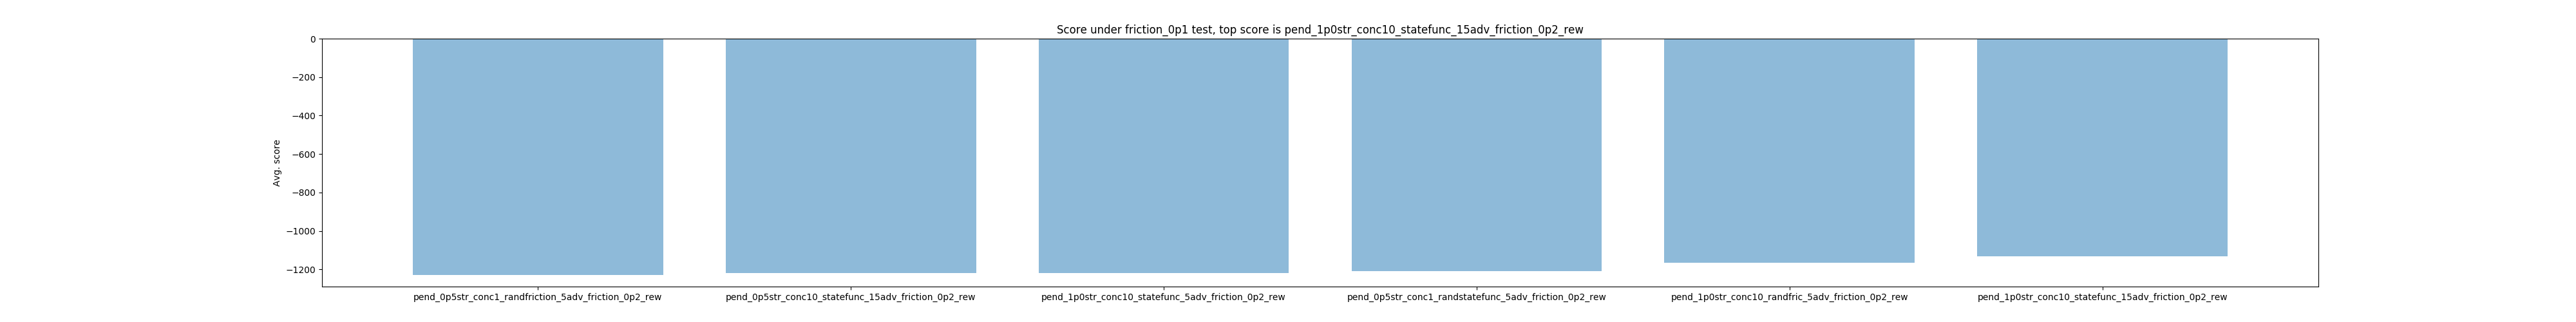 Score under friction_0p1 test, top score is pend_1p0str_conc10_statefunc_15adv_friction_0p2_rew
Avg. score
0
−200
−400
−600
−800
−1000
−1200
pend_0p5str_conc1_randfriction_5adv_friction_0p2_rew
pend_0p5str_conc10_statefunc_15adv_friction_0p2_rew
pend_1p0str_conc10_statefunc_5adv_friction_0p2_rew
pend_0p5str_conc1_randstatefunc_5adv_friction_0p2_rew
pend_1p0str_conc10_randfric_5adv_friction_0p2_rew
pend_1p0str_conc10_statefunc_15adv_friction_0p2_rew